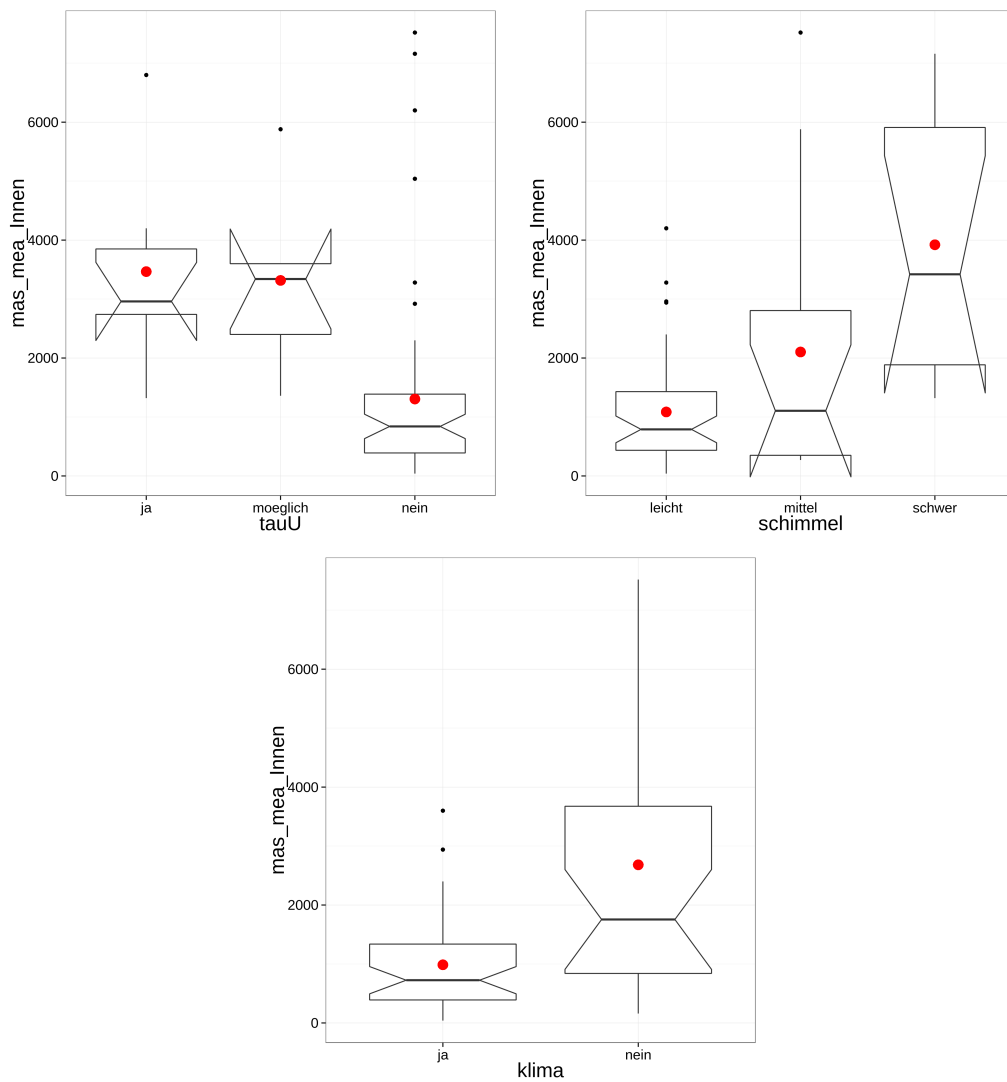 mas_mea_Innen
6000
4000
2000
0
ja moeglich nein
tauU
mas_mea_Innen
6000
4000
2000
0
leicht mittel schwer
schimmel
mas_mea_Innen
6000
4000
2000
0
ja nein
klima